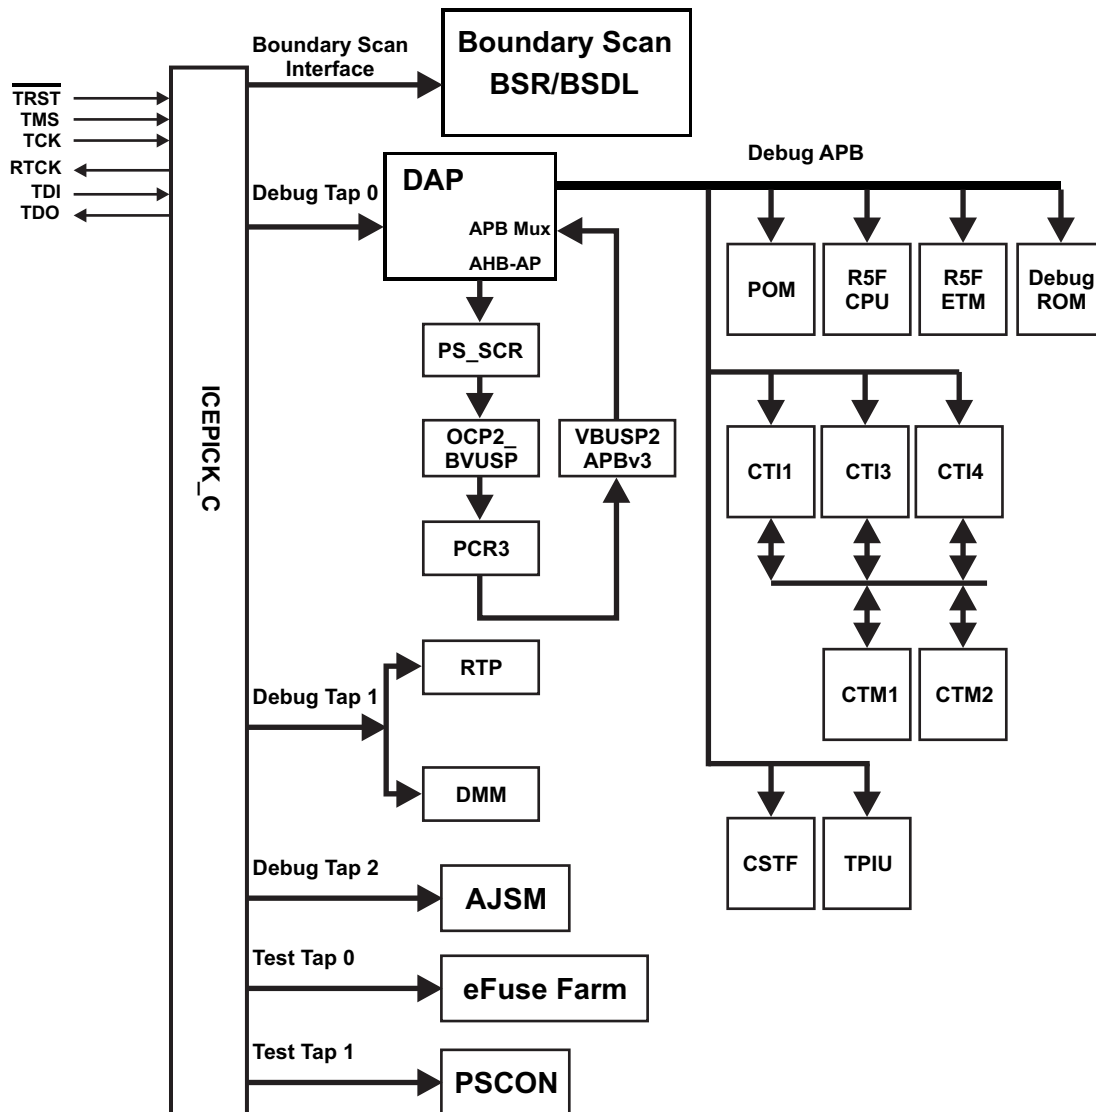 Boundary Scan
Interface
Boundary Scan
BSR/BSDL
TRST
TMS
TCK
RTCK
TDI
TDO
ICEPICK_C
Debug Tap 0
DAP
APB Mux
AHB-AP
Debug APB
POM
R5F
CPU
R5F
ETM
Debug
ROM
PS_SCR
OCP2_
BVUSP
VBUSP2
APBv3
PCR3
CTI1
CTI3
CTI4
CTM1
CTM2
Debug Tap 1
RTP
DMM
CSTF
TPIU
Debug Tap 2
AJSM
Test Tap 0
eFuse Farm
Test Tap 1
PSCON